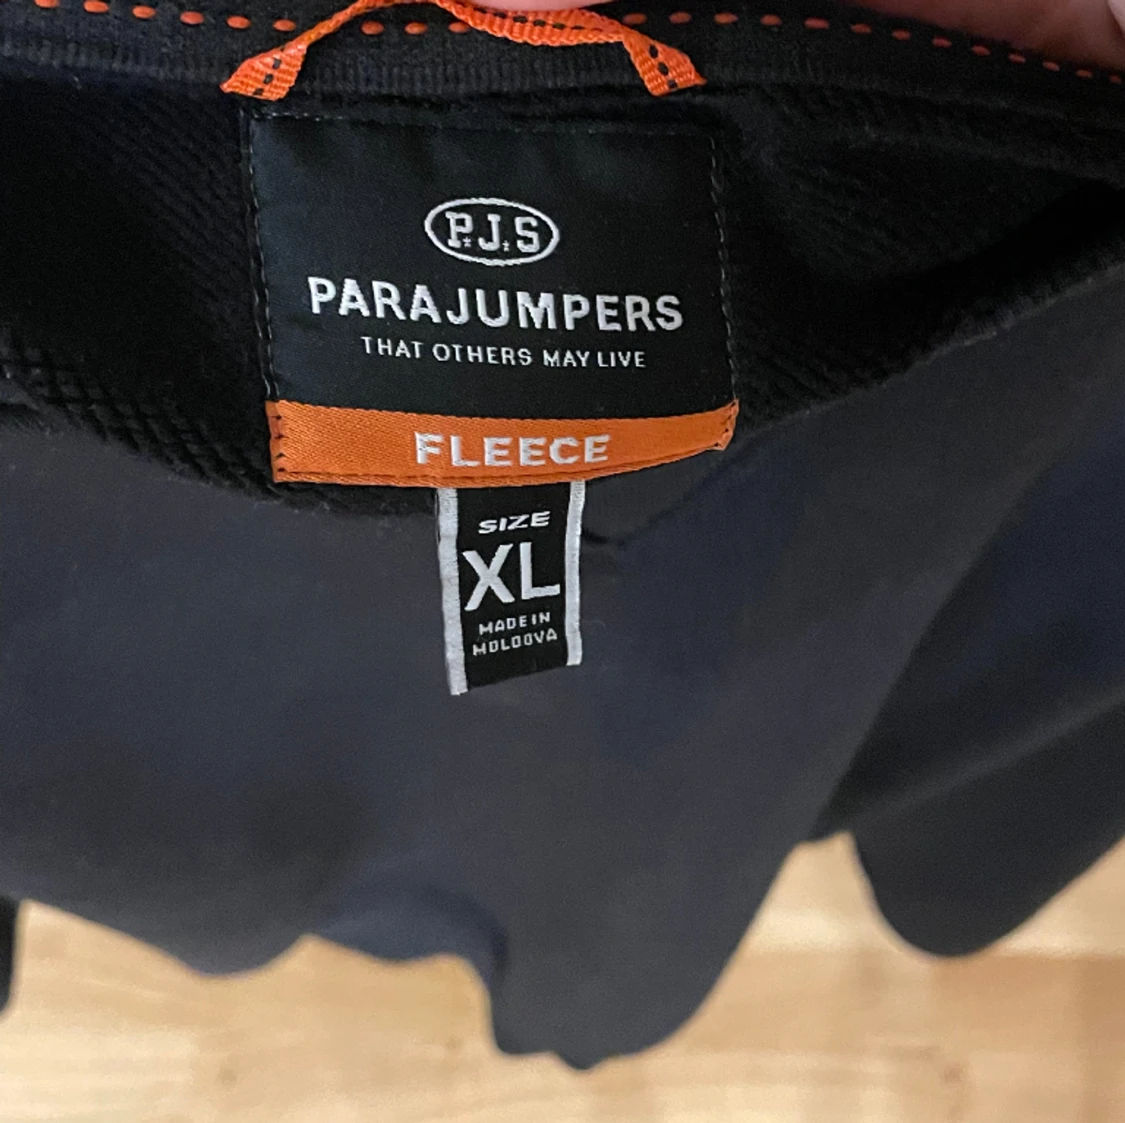 P.J.S
PARAJUMPERS
THAT OTHERS MAY LIVE
FLEECE
SIZE
XL
MADE IN
MOLDOVA